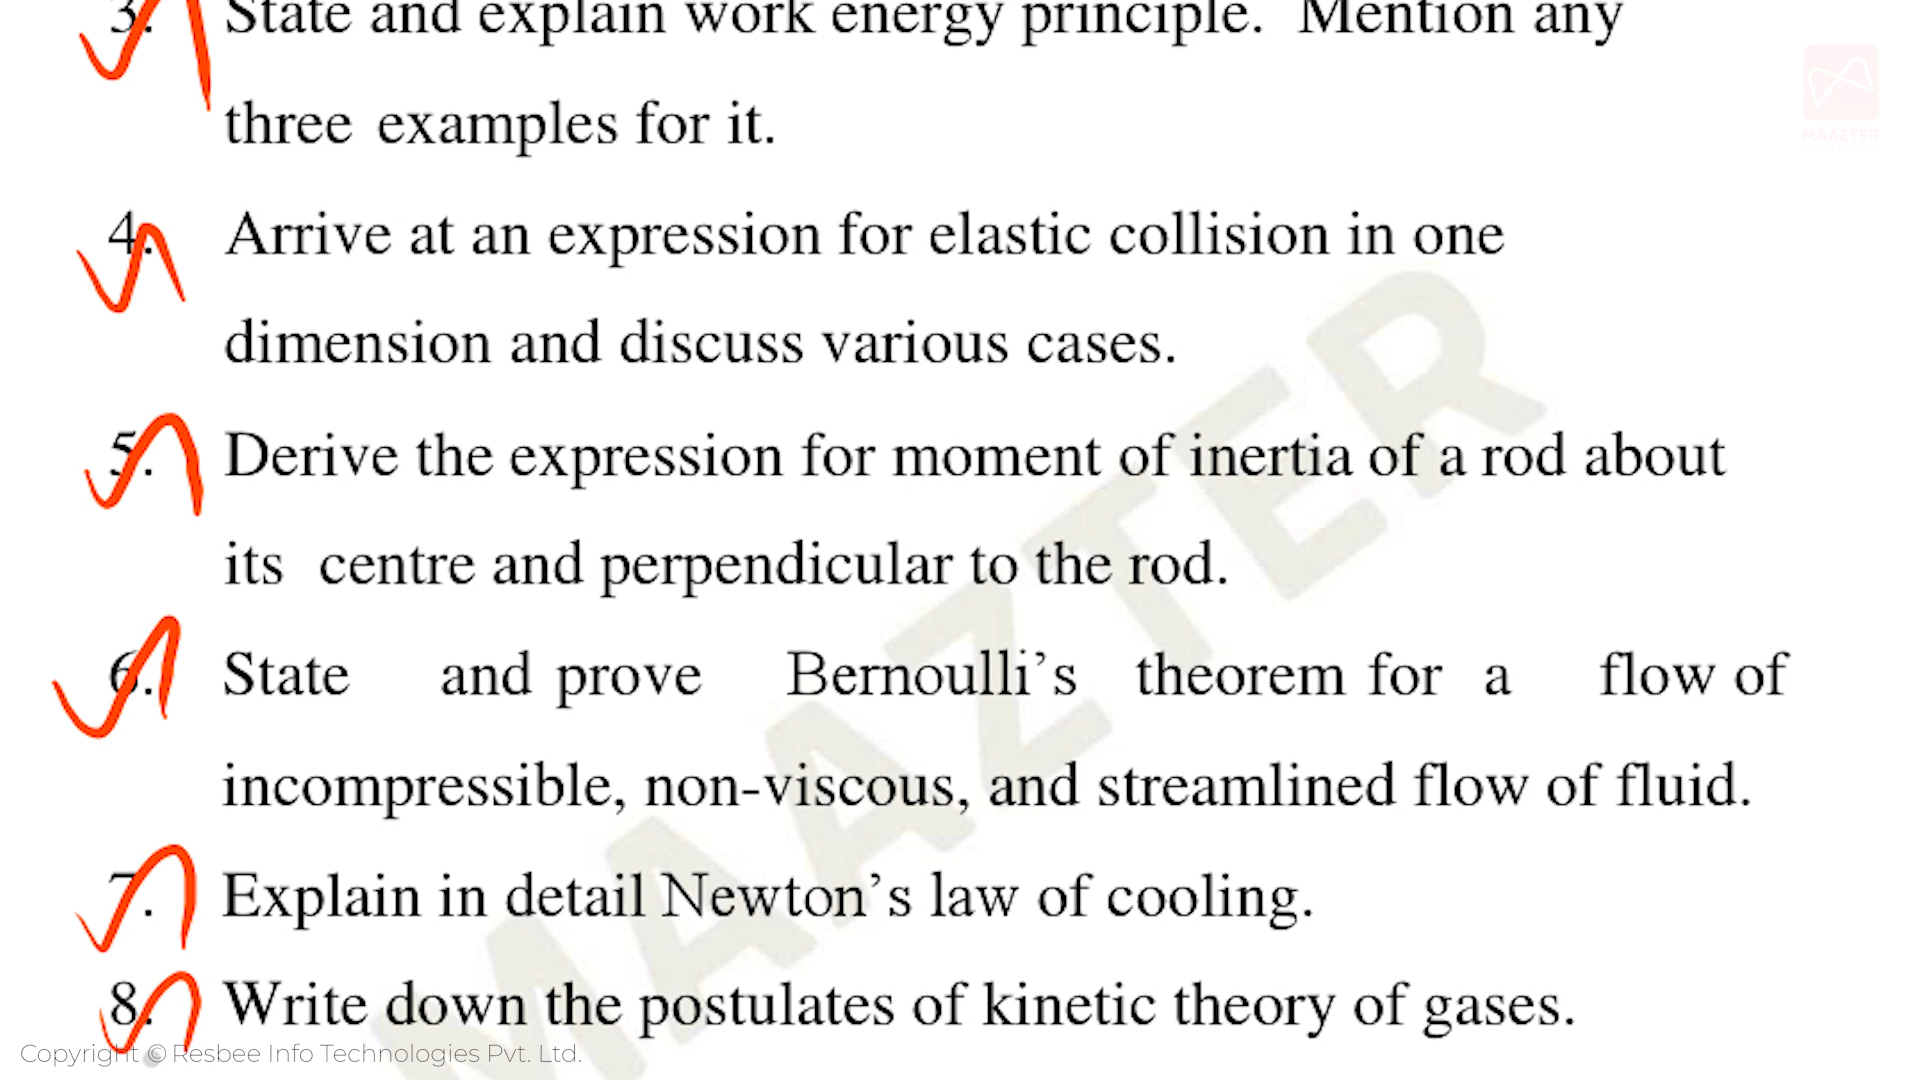 3. State and explain work energy principle. Mention any
three examples for it.
MAAZTER
4. Arrive at an expression for elastic collision in one
dimension and discuss various cases.
5. Derive the expression for moment of inertia of a rod about
its centre and perpendicular to the rod.
6. State and prove Bernoulli's theorem for a flow of
incompressible, non-viscous, and streamlined flow of fluid.
7. Explain in detail Newton's law of cooling.
8. Write down the postulates of kinetic theory of gases.
MAAZTER
Copyright © Resbee Info Technologies Pvt. Ltd.